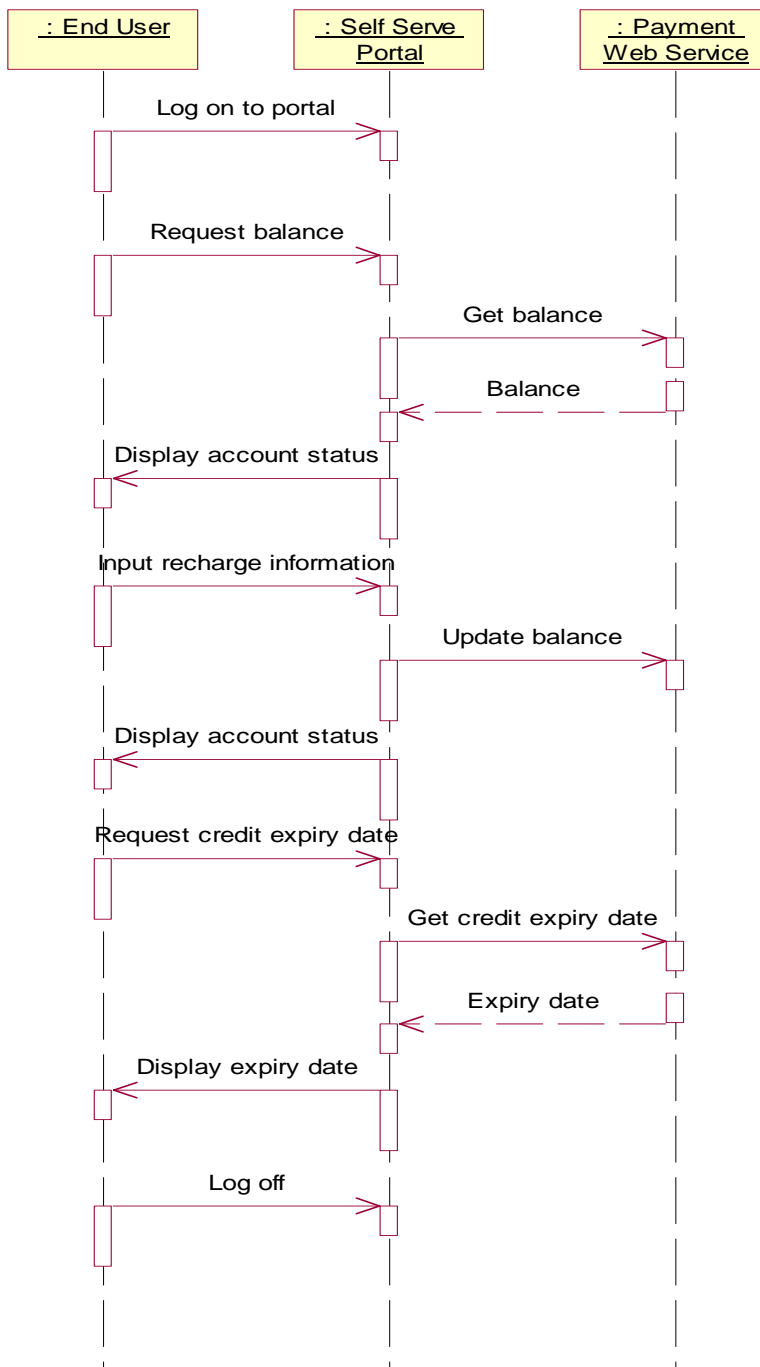 : End User
: Self Serve
Portal
: Payment
Web Service
Log on to portal
Request balance
Get balance
Balance
Display account status
Input recharge information
Update balance
Display account status
Request credit expiry date
Get credit expiry date
Expiry date
Display expiry date
Log off